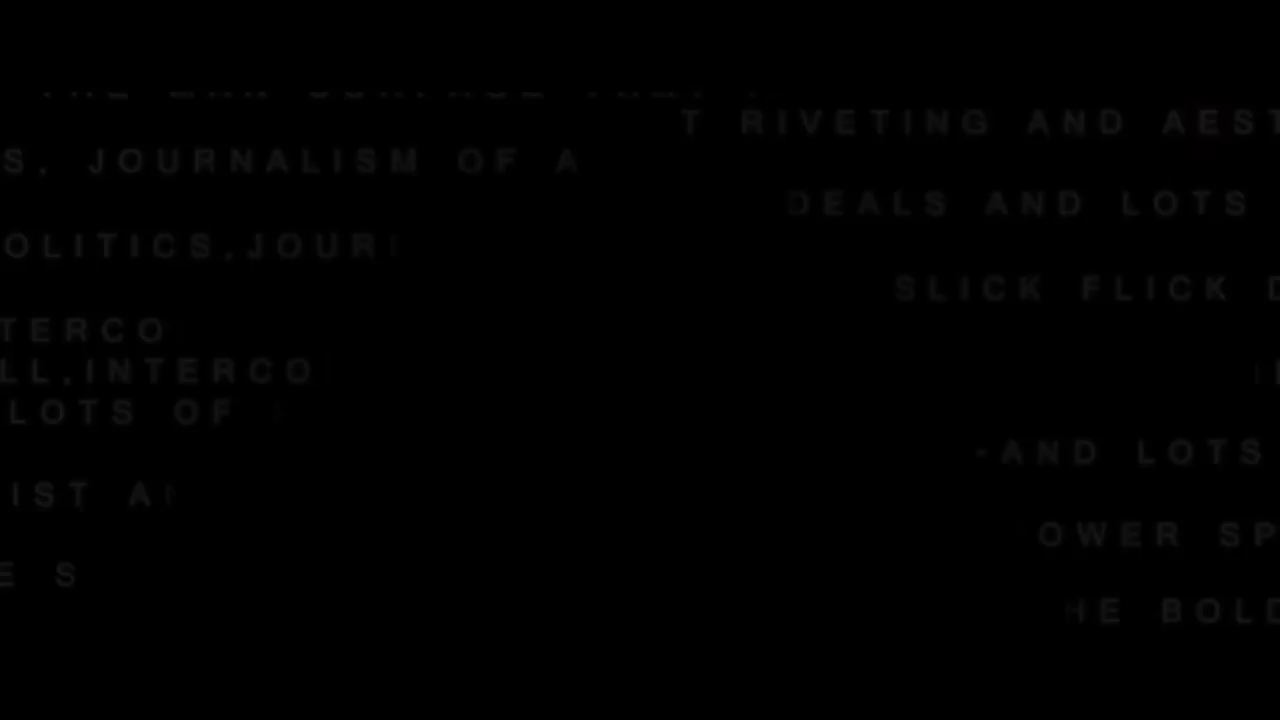 T RIVETING AND AEST
S, JOURNALISM OF A
DEALS AND LOTS
OLITICS,JOUR
SLICK FLICK D
TERCO
LL,INTERCO
LOTS OF
-AND LOTS
IST A
OWER SP
E S
HE BOLD